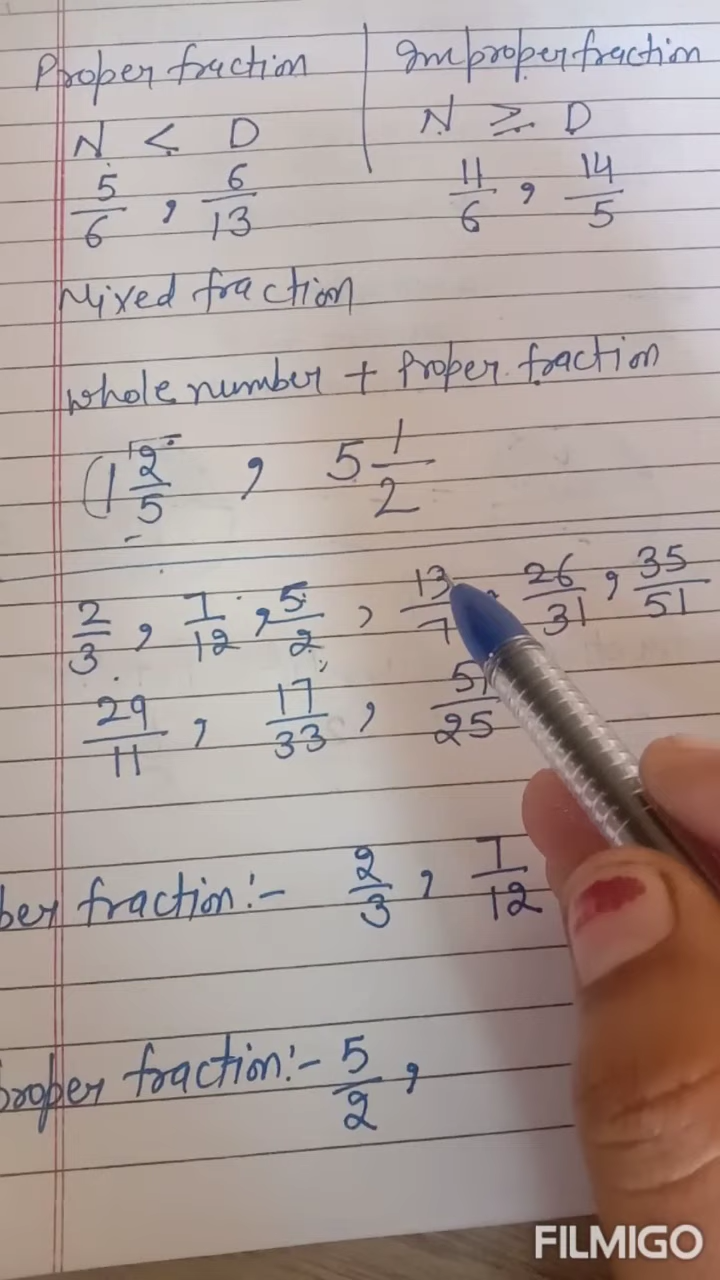 Proper fraction Improper fraction
N < D N ≥ D
5/6 , 6/13 11/6 , 14/5
Mixed fraction
Whole number + Proper fraction
(1 2/5 , 5 1/2
2/3 , 7/12 , 5/2 , 13/7 , 26/31 , 35/51
29/11 , 17/33 , 51/25
per fraction:- 2/3 , 7/12
proper fraction:- 5/2 ,
FILMIGO